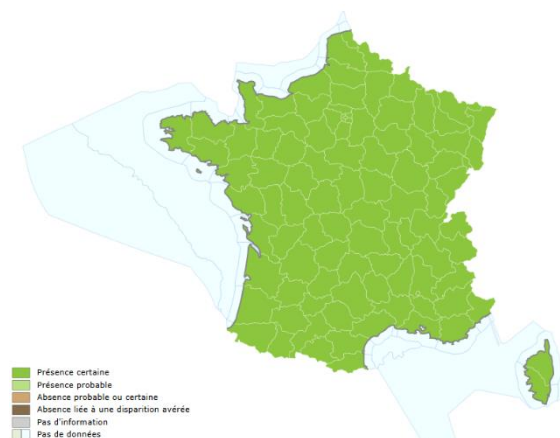 Présence certaine
Présence probable
Absence probable ou certaine
Absence liée à une disparition avérée
Pas d'information
Pas de données